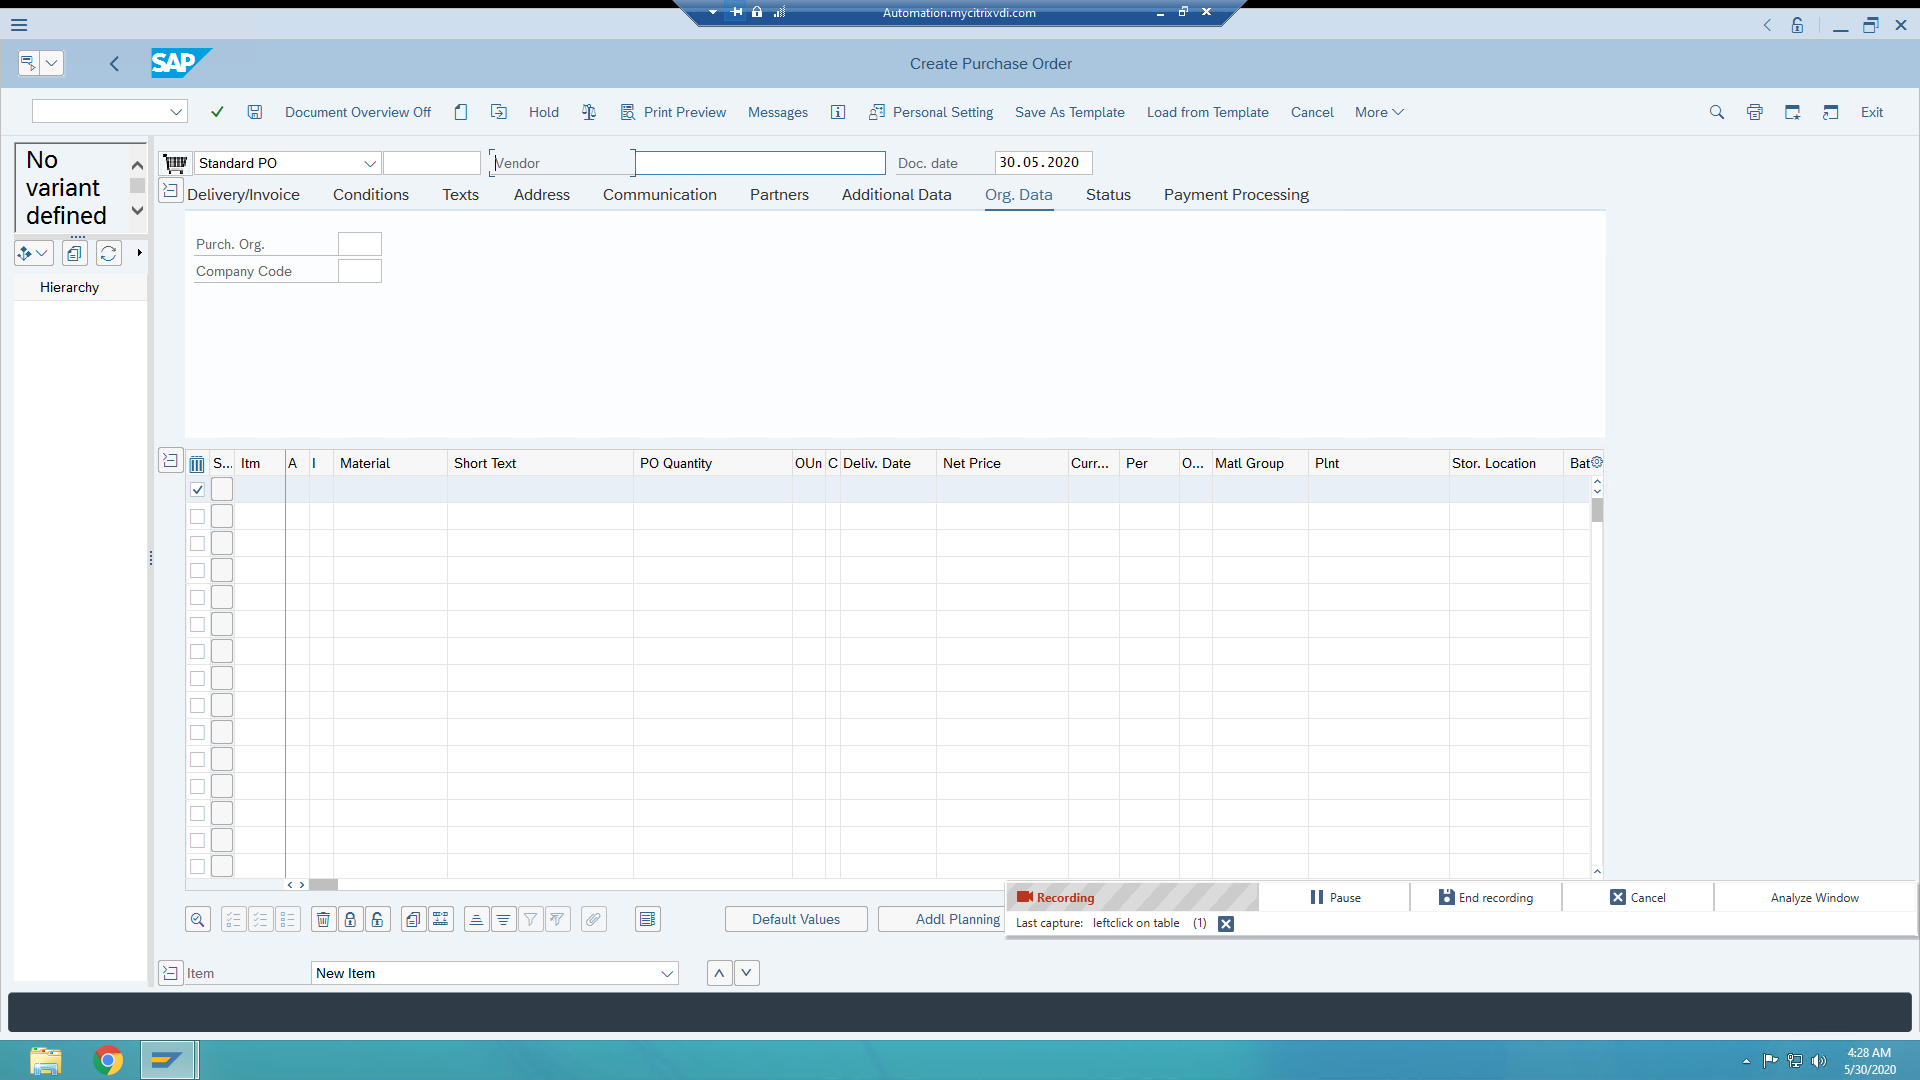 Automation.mycitrixvdi.com
SAP
Create Purchase Order
Document Overview Off
Hold
Print Preview
Messages
Personal Setting
Save As Template
Load from Template
Cancel
More
Exit
No
variant
defined
Hierarchy
Standard PO
Vendor
Doc. date
30.05.2020
Delivery/Invoice
Conditions
Texts
Address
Communication
Partners
Additional Data
Org. Data
Status
Payment Processing
Purch. Org.
Company Code
S... Itm A I Material Short Text PO Quantity OUn C Deliv. Date Net Price Curr... Per O... Matl Group Plnt Stor. Location Bat
Default Values
Addl Planning
Recording
Pause
End recording
Cancel
Analyze Window
Last capture: leftclick on table (1)
Item
New Item
4:28 AM
5/30/2020